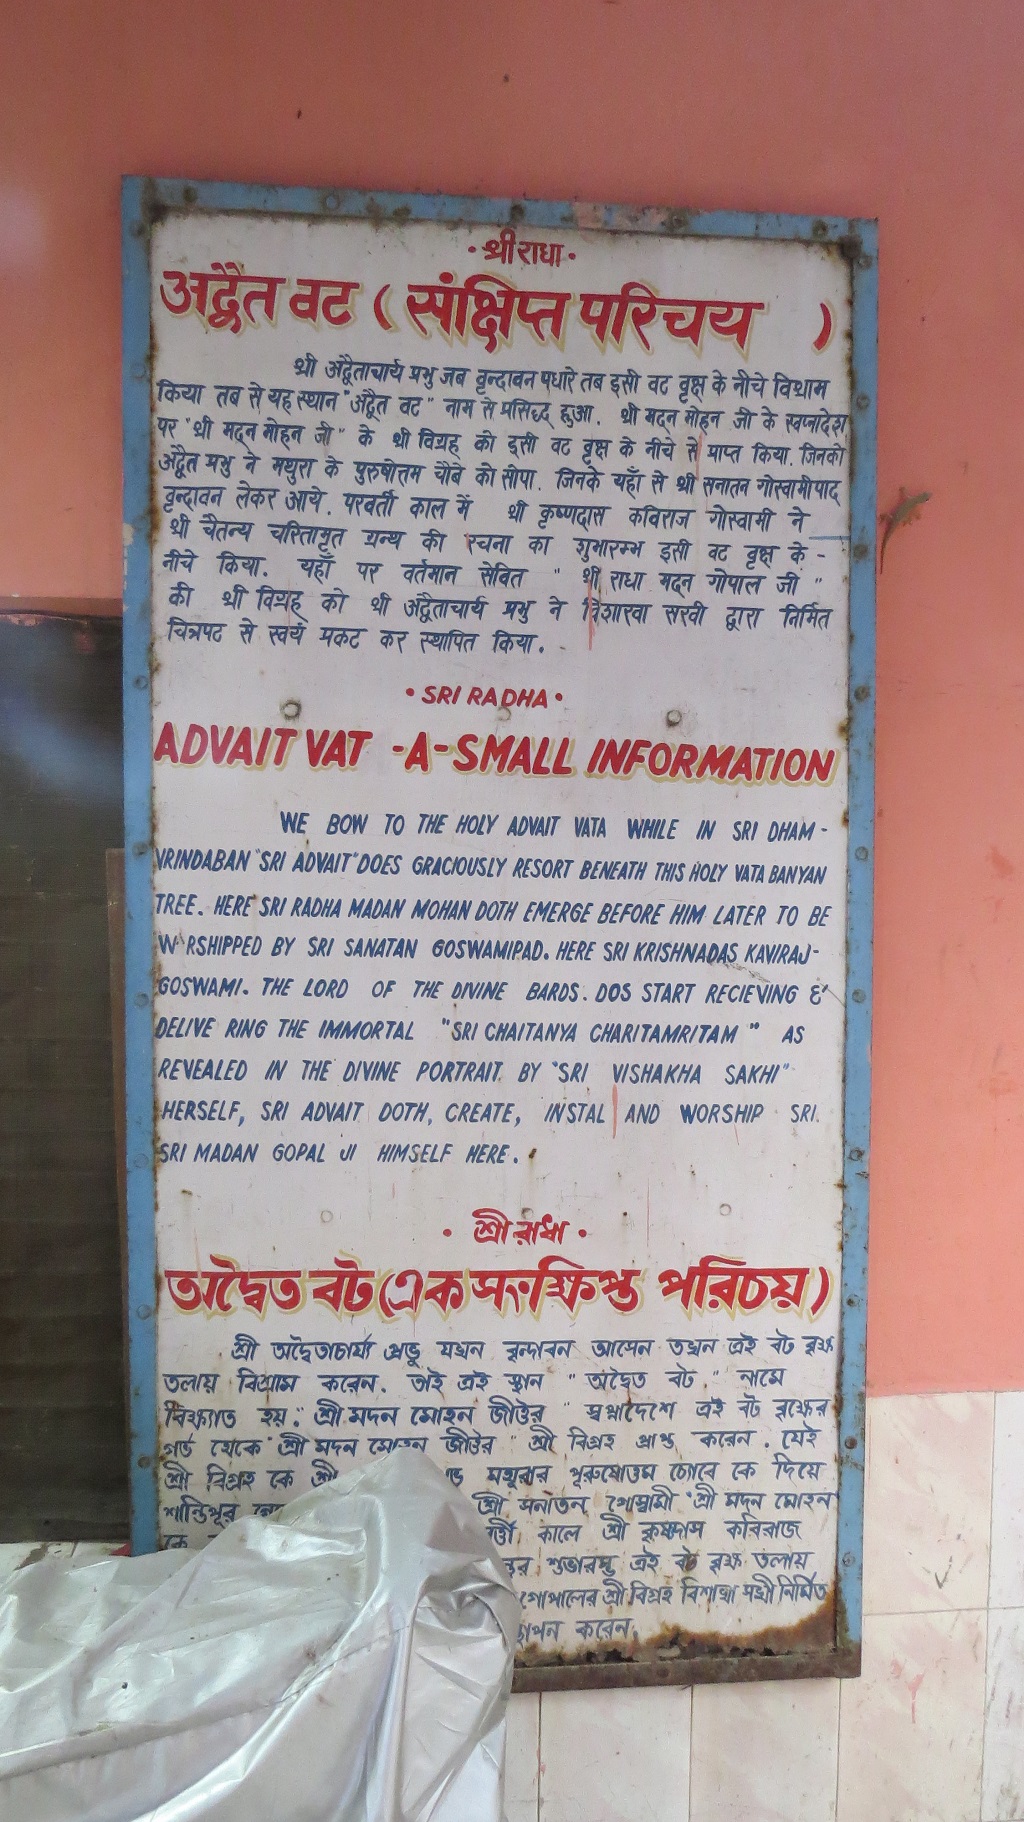 · श्री राधा ·
अद्वैत वट ( संक्षिप्त परिचय )
श्री अद्वैताचार्य प्रभु जब वृन्दावन पधारे तब इसी वट वृक्ष के नीचे विश्राम
किया तब से यह स्थान "अद्वैत वट" नाम से प्रसिद्ध हुआ. श्री मदन मोहन जी के स्वप्नादेश
पर "श्री मदन मोहन जी" के श्री विग्रह को इसी वट वृक्ष के नीचे से प्राप्त किया. जिनको
अद्वैत प्रभु ने मथुरा के पुरुषोतम चौबे को सौपा. जिनके यहाँ से श्री सनातन गोस्वामीपाद्
वृन्दावन लेकर आये. परवर्ती काल में श्री कृष्णदास कविराज गोस्वामी ने
श्री चैतन्य चरितामृत ग्रन्थ की रचना का शुभारम्भ इसी वट वृक्ष के -
नीचे किया. यहाँ पर वर्तमान सेवित " श्री राधा मदन गोपाल जी "
की श्री विग्रह को श्री अद्वैताचार्य प्रभु ने विशाखा सखी द्वारा निर्मित
चित्रपट से स्वयं प्रकट कर स्थापित किया. -
· SRI RADHA ·
ADVAIT VAT -A-SMALL INFORMATION
WE BOW TO THE HOLY ADVAIT VATA WHILE IN SRI DHAM -
VRINDABAN "SRI ADVAIT" DOES GRACIOUSLY RESORT BENEATH THIS HOLY VATA BANYAN
TREE. HERE SRI RADHA MADAN MOHAN DOTH EMERGE BEFORE HIM LATER TO BE
W RSHIPPED BY SRI SANATAN GOSWAMIPAD. HERE SRI KRISHNADAS KAVIRAJ-
GOSWAMI. THE LORD OF THE DIVINE BARDS. DOS START RECIEVING &
DELIVE RING THE IMMORTAL "SRI CHAITANYA CHARITAMRITAM" AS
REVEALED IN THE DIVINE PORTRAIT BY "SRI VISHAKHA SAKHI"
HERSELF, SRI ADVAIT DOTH, CREATE, INSTAL AND WORSHIP SRI.
SRI MADAN GOPAL JI HIMSELF HERE.
· শ্রী রাধা ·
অদ্বৈত বট (এক সংক্ষিপ্ত পরিচয়)
শ্রী অদ্বৈতাচার্য্য প্রভু যখন বৃন্দাবন আসেন তখন এই বট বৃক্ষ
তলায় বিশ্রাম করেন. তাই এই স্থান " অদ্বৈত বট " নামে
বিক্ষ্যাত হয়. শ্রী মদন মোহন জীউর " স্বপ্নাদেশে এই বট বৃক্ষের
গর্ভ থেকে "শ্রী মদন মোহন জীউর" শ্রী বিগ্রহ প্রাপ্ত করেন. যেই
শ্রী বিগ্রহ কে শ্রী মথুরার পুরুষোত্তম চোবে কে দিয়ে
শান্তিপুর শ্রী সনাতন গোস্বামী "শ্রী মদন মোহন
কে কালে শ্রী কৃষ্ণদাস কবিরাজ
শুভারম্ভ এই বট বৃক্ষ তলায়
গোপালের শ্রী বিগ্রহ বিশাখা সখী নির্মিত
করেন.